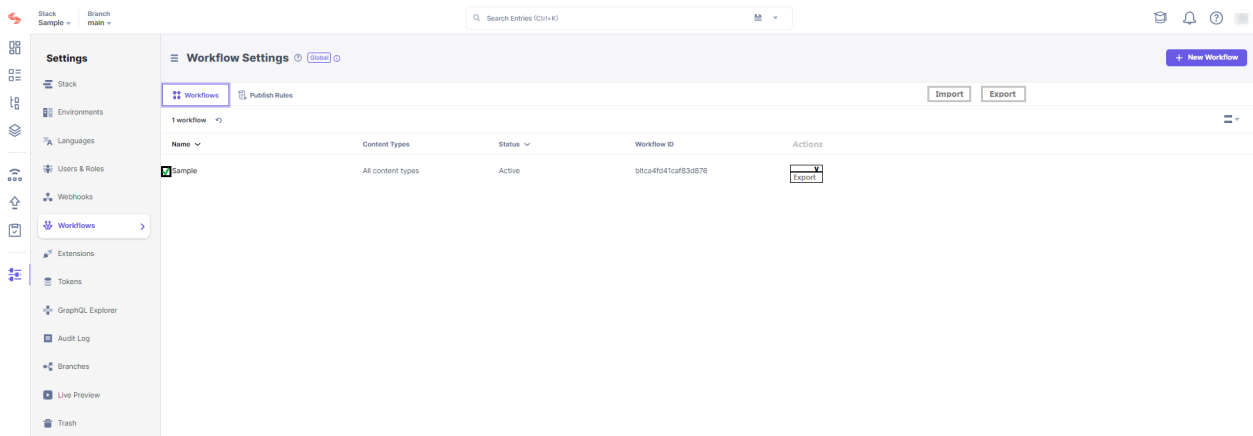 Stack
Sample
Branch
main
Search Entries (Ctrl+K)
Settings
Workflow Settings
Global
+ New Workflow
Stack
Workflows
Publish Rules
Import
Export
Environments
1 workflow
Languages
Name
Content Types
Status
Workflow ID
Actions
Users & Roles
Sample
All content types
Active
bltca4fd41caf83d876
v
Export
Webhooks
Workflows
Extensions
Tokens
GraphQL Explorer
Audit Log
Branches
Live Preview
Trash